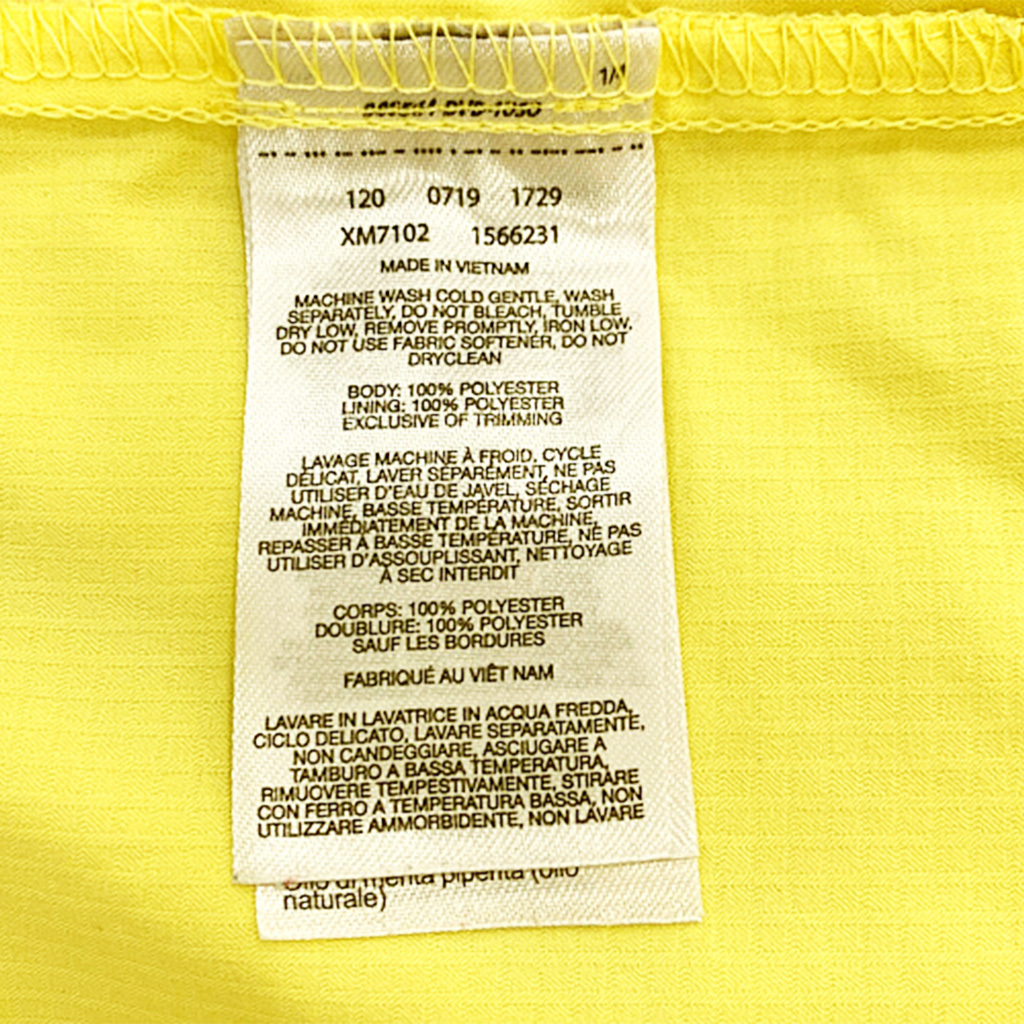 120 0719 1729
XM7102 1566231
MADE IN VIETNAM
MACHINE WASH COLD GENTLE, WASH
SEPARATELY, DO NOT BLEACH, TUMBLE
DRY LOW, REMOVE PROMPTLY, IRON LOW,
DO NOT USE FABRIC SOFTENER, DO NOT
DRYCLEAN
BODY: 100% POLYESTER
LINING: 100% POLYESTER
EXCLUSIVE OF TRIMMING
LAVAGE MACHINE À FROID, CYCLE
DÉLICAT, LAVER SÉPARÉMENT, NE PAS
UTILISER D'EAU DE JAVEL, SÉCHAGE
MACHINE, BASSE TEMPÉRATURE, SORTIR
IMMÉDIATEMENT DE LA MACHINE,
REPASSER À BASSE TEMPÉRATURE, NE PAS
UTILISER D'ASSOUPLISSANT, NETTOYAGE
À SEC INTERDIT
CORPS: 100% POLYESTER
DOUBLURE: 100% POLYESTER
SAUF LES BORDURES
FABRIQUÉ AU VIÊT NAM
LAVARE IN LAVATRICE IN ACQUA FREDDA,
CICLO DELICATO, LAVARE SEPARATAMENTE,
NON CANDEGGIARE, ASCIUGARE A
TAMBURO A BASSA TEMPERATURA,
RIMUOVERE TEMPESTIVAMENTE, STIRARE
CON FERRO A TEMPERATURA BASSA, NON
UTILIZZARE AMMORBIDENTE, NON LAVARE
Olio di menta piperita (olio
naturale)